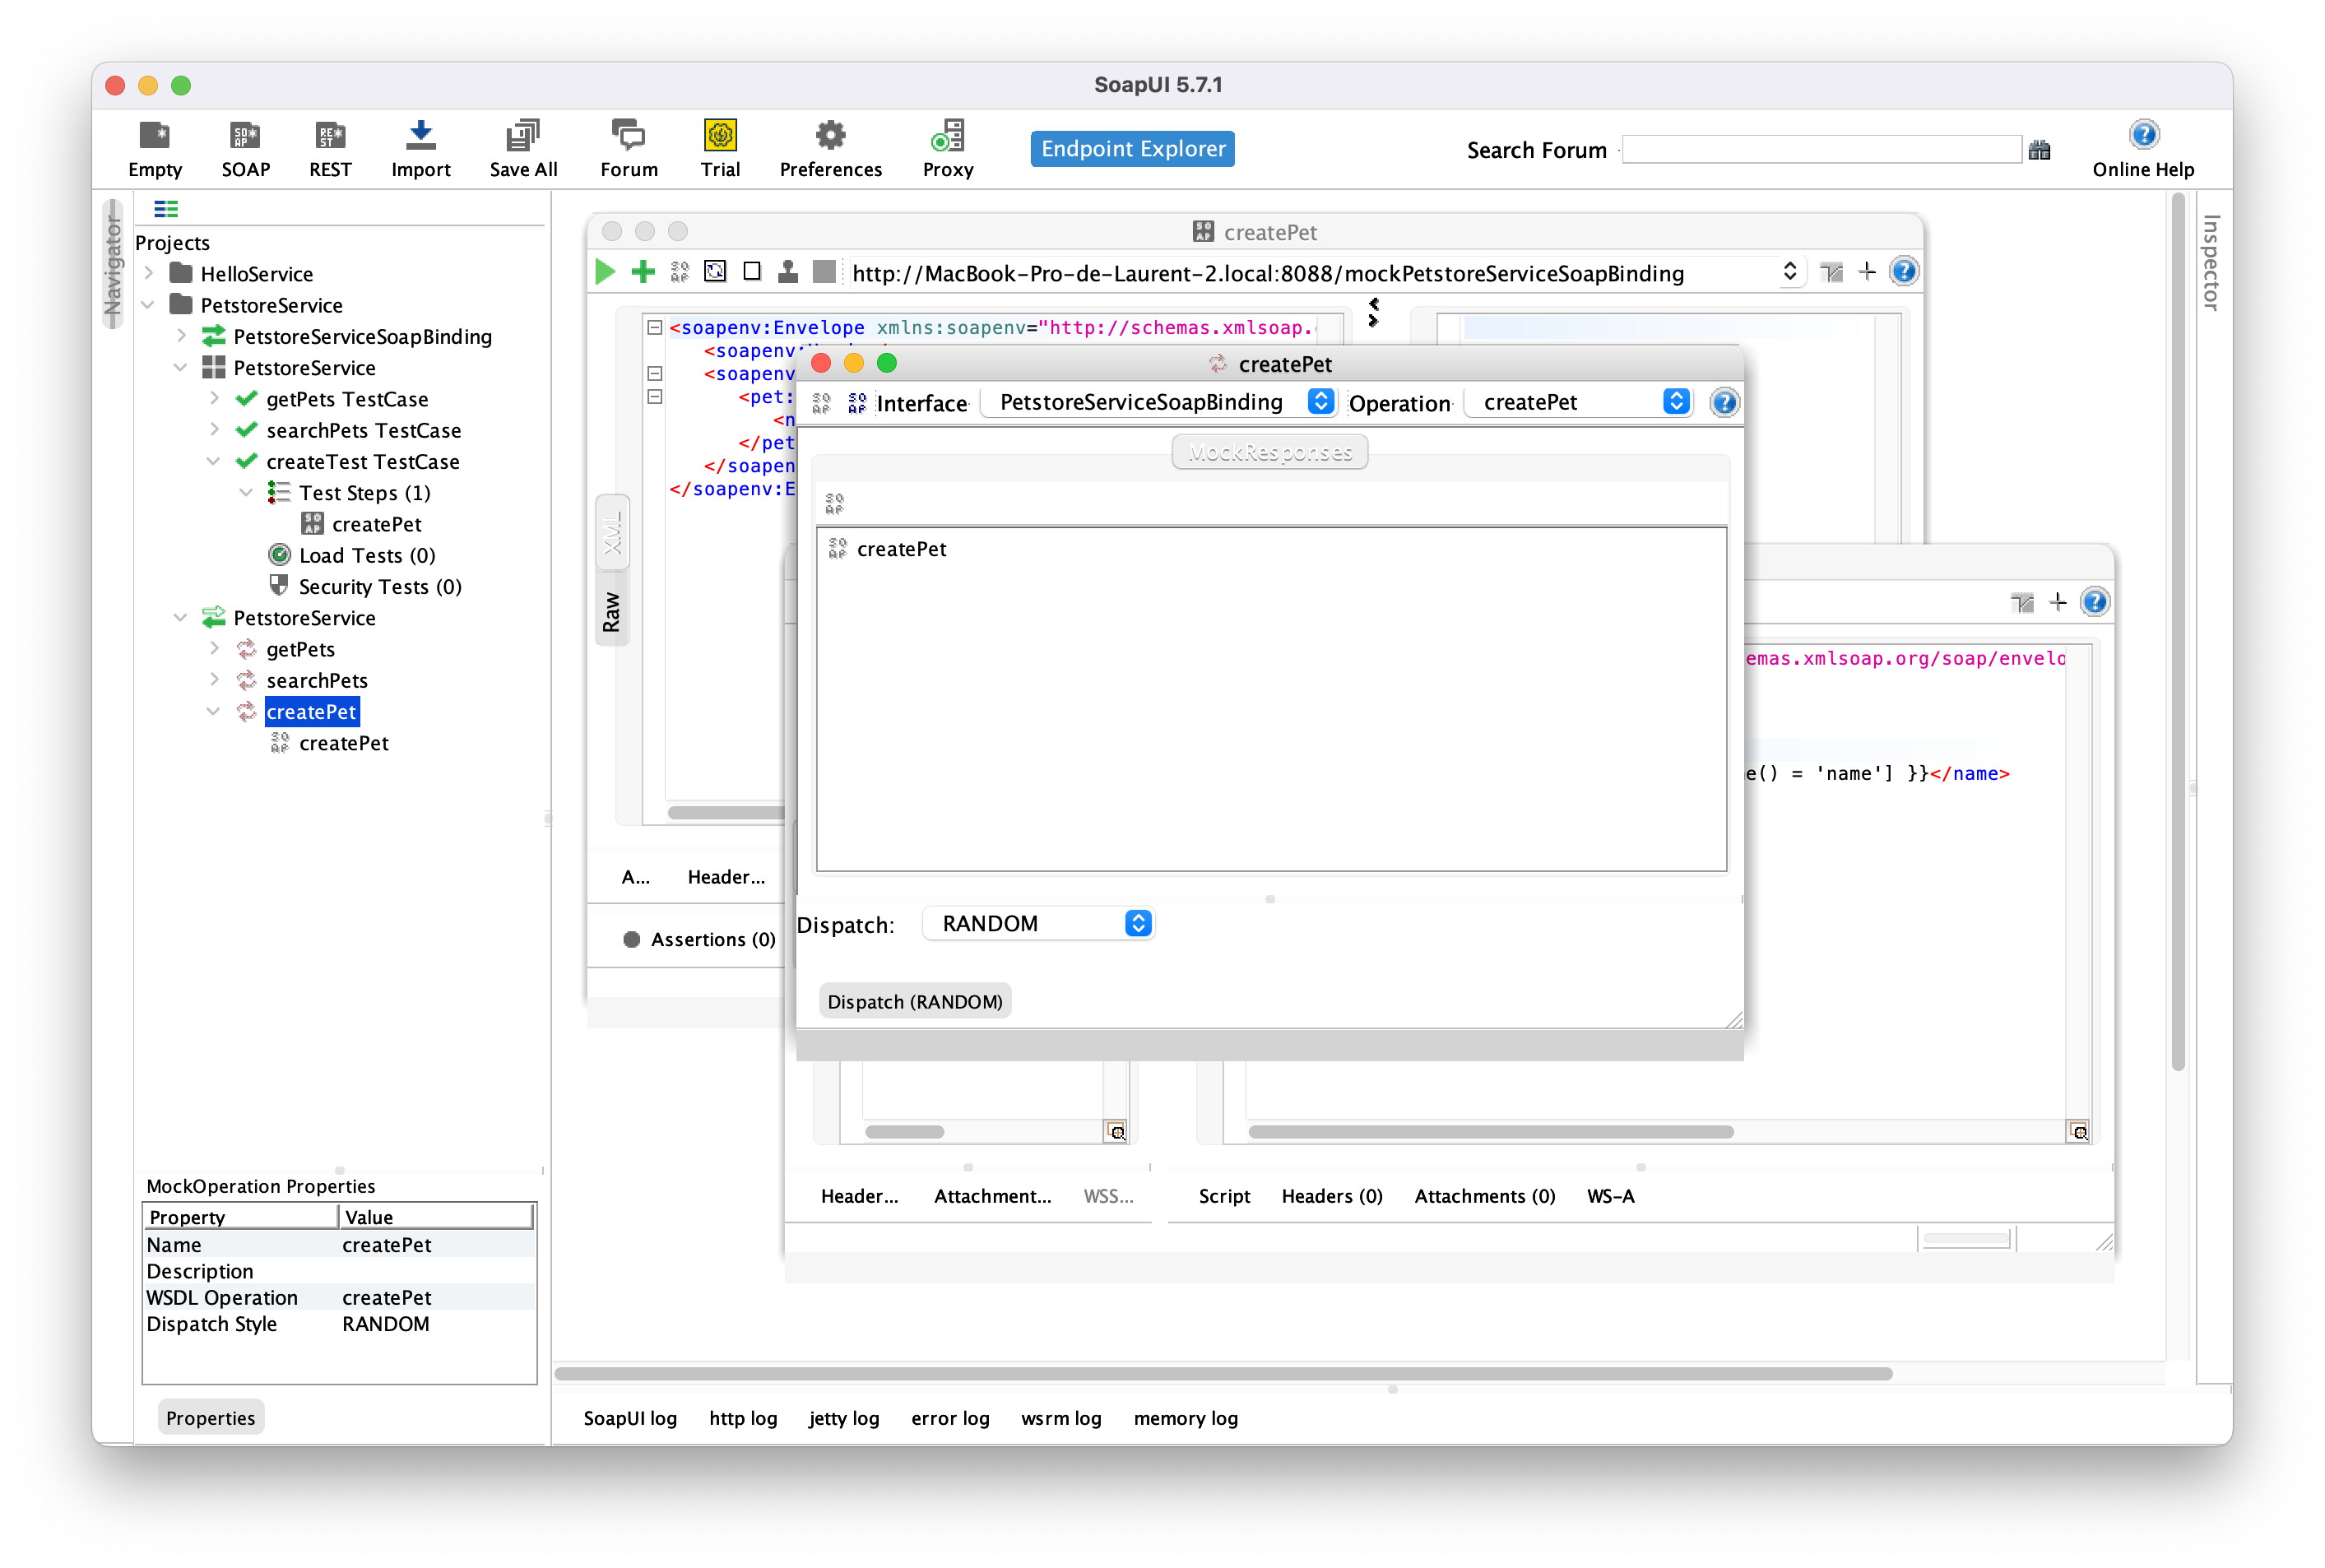 SoapUI 5.7.1
Empty
SOAP
REST
Import
Save All
Forum
Trial
Preferences
Proxy
Endpoint Explorer
Search Forum
Online Help
Navigator
Projects
HelloService
PetstoreService
PetstoreServiceSoapBinding
PetstoreService
getPets TestCase
searchPets TestCase
createTest TestCase
Test Steps (1)
createPet
Load Tests (0)
Security Tests (0)
PetstoreService
getPets
searchPets
createPet
createPet
MockOperation Properties
Property Value
Name createPet
Description
WSDL Operation createPet
Dispatch Style RANDOM
Properties
createPet
http://MacBook-Pro-de-Laurent-2.local:8088/mockPetstoreServiceSoapBinding
XML
Raw
<soapenv:Envelope xmlns:soapenv="http://schemas.xmlsoap.
<soapenv:
<soapenv
<pet:
<n
</pet
</soapen
</soapenv:E
A...
Header...
Assertions (0)
createPet
Interface PetstoreServiceSoapBinding Operation createPet
MockResponses
createPet
Dispatch: RANDOM
Dispatch (RANDOM)
emas.xmlsoap.org/soap/envelo
e() = 'name'] }}</name>
Header...
Attachment...
WSS...
Script
Headers (0)
Attachments (0)
WS-A
Inspector
SoapUI log
http log
jetty log
error log
wsrm log
memory log